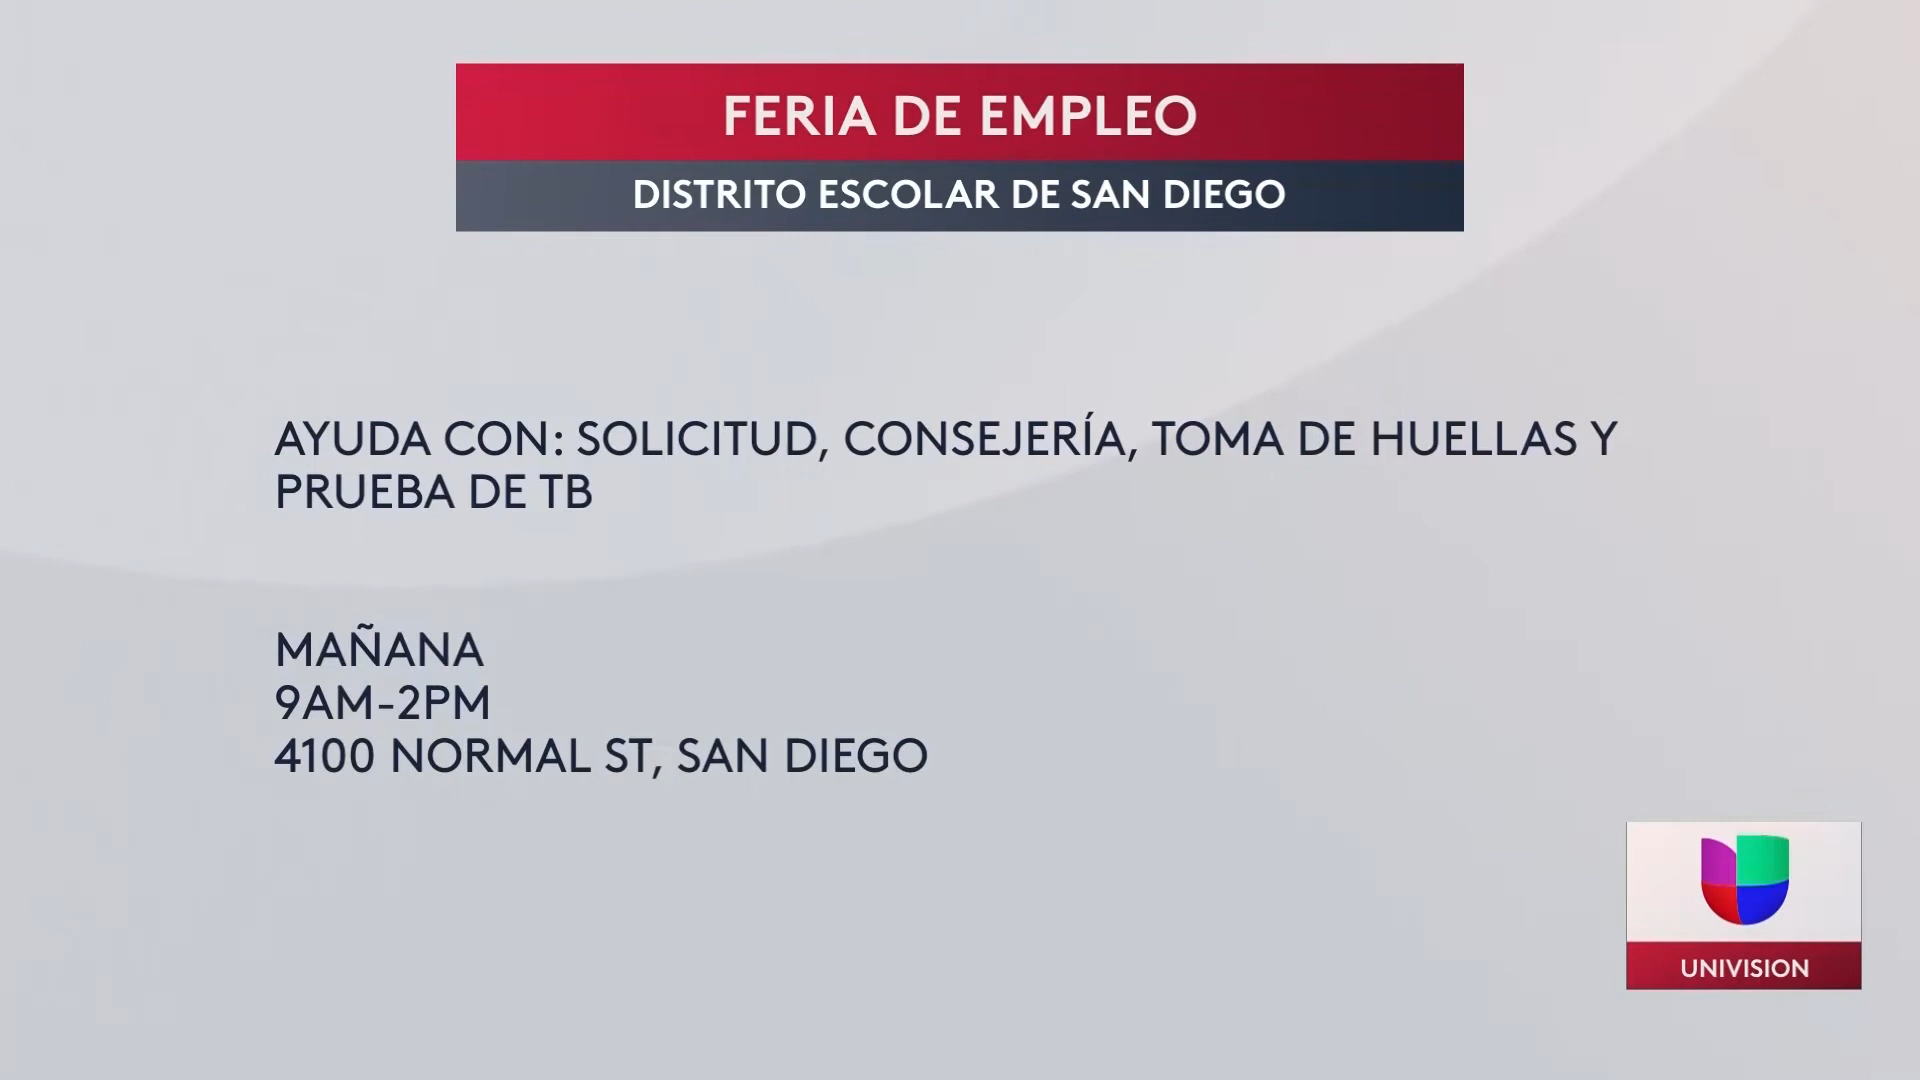 FERIA DE EMPLEO
DISTRITO ESCOLAR DE SAN DIEGO
AYUDA CON: SOLICITUD, CONSEJERÍA, TOMA DE HUELLAS Y
PRUEBA DE TB
MAÑANA
9AM-2PM
4100 NORMAL ST, SAN DIEGO
UNIVISION